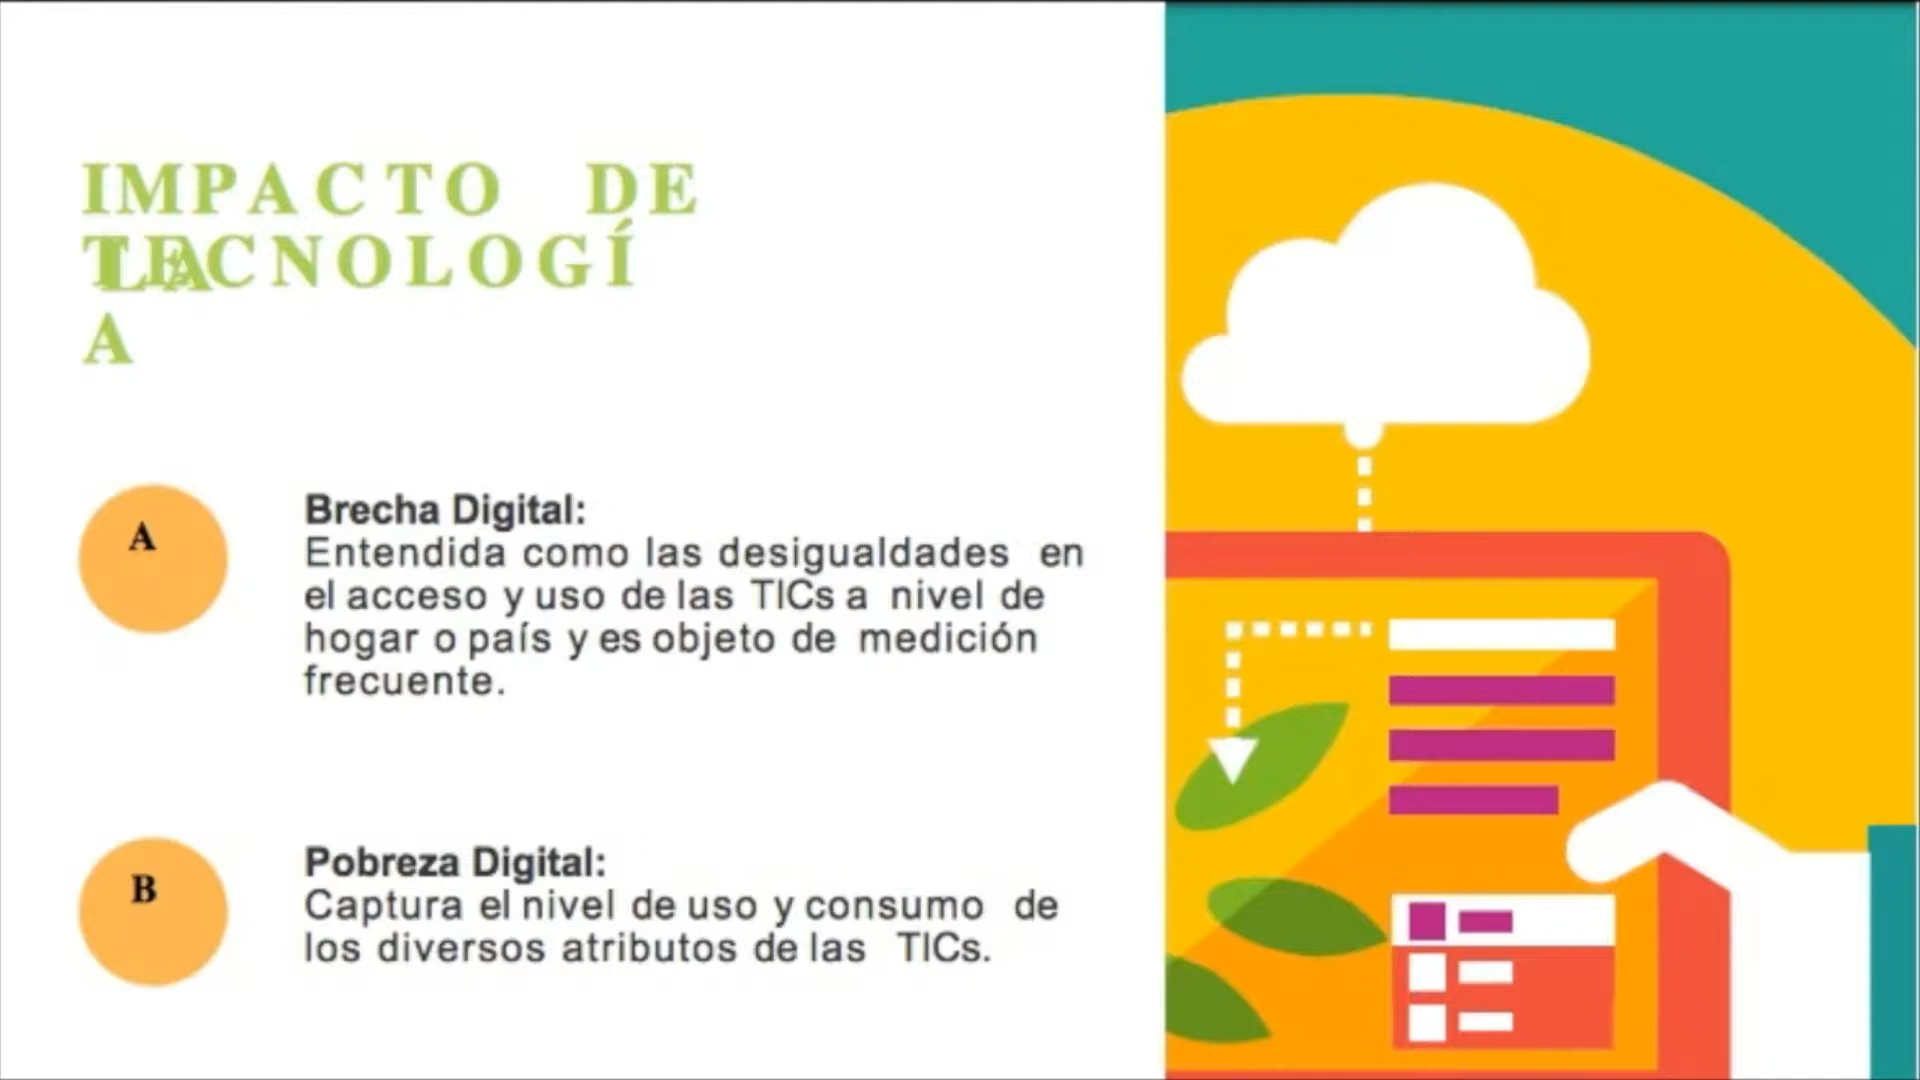 IMPACTO DE
LA
TECNOLOGÍ
A
A
Brecha Digital:
Entendida como las desigualdades en
el acceso y uso de las TICs a nivel de
hogar o país y es objeto de medición
frecuente.
B
Pobreza Digital:
Captura el nivel de uso y consumo de
los diversos atributos de las TICs.